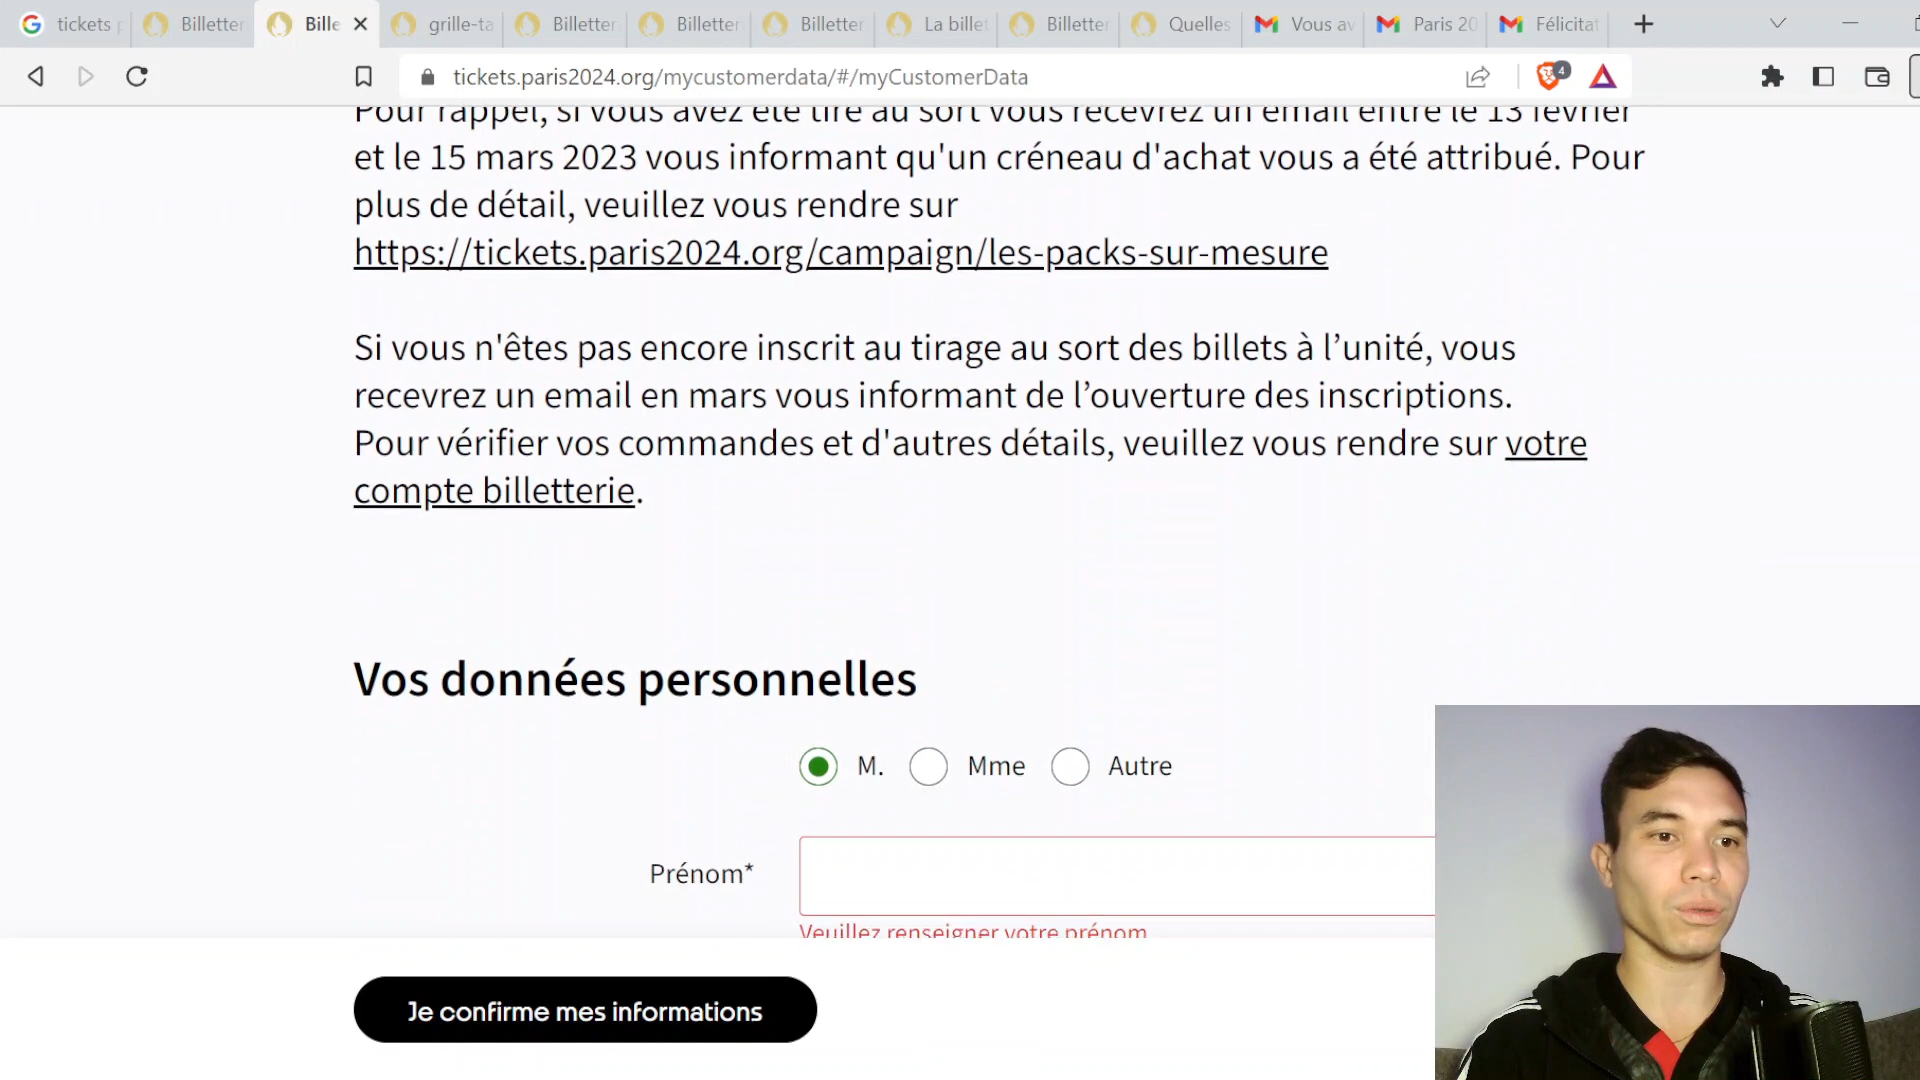 tickets p
Billetter
Bille
grille-ta
Billetter
Billetter
Billetter
La billet
Billetter
Quelles
Vous av
Paris 20
Félicitat
tickets.paris2024.org/mycustomerdata/#/myCustomerData
4
Pour rappel, si vous avez été tiré au sort vous recevrez un email entre le 13 février
et le 15 mars 2023 vous informant qu'un créneau d'achat vous a été attribué. Pour
plus de détail, veuillez vous rendre sur
https://tickets.paris2024.org/campaign/les-packs-sur-mesure
Si vous n'êtes pas encore inscrit au tirage au sort des billets à l’unité, vous
recevrez un email en mars vous informant de l’ouverture des inscriptions.
Pour vérifier vos commandes et d'autres détails, veuillez vous rendre sur votre
compte billetterie.
Vos données personnelles
M. Mme Autre
Prénom*
Veuillez renseigner votre prénom
Je confirme mes informations